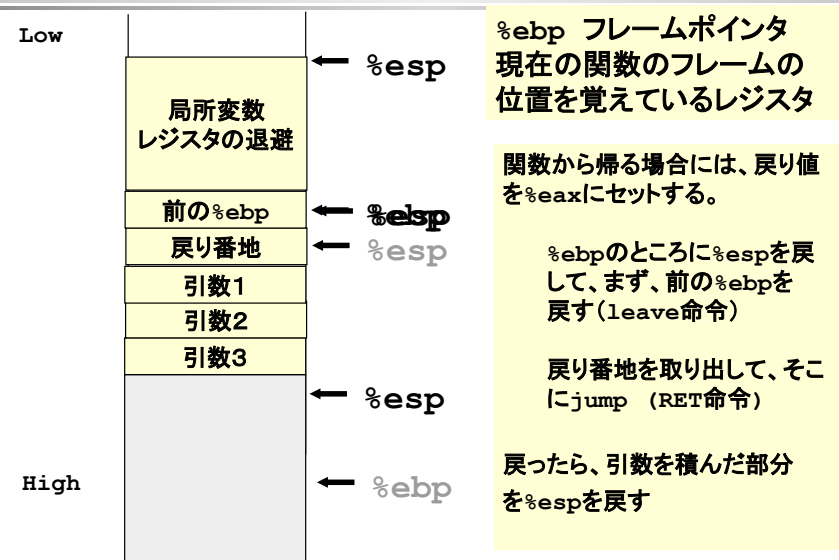 Low
%esp
局所変数
レジスタの退避
前の%ebp
%ebp
戻り番地
%esp
引数1
引数2
引数3
%esp
High
%ebp
%ebp フレームポインタ
現在の関数のフレームの
位置を覚えているレジスタ
関数から帰る場合には、戻り値
を%eaxにセットする。
%ebpのところに%espを戻
して、まず、前の%ebpを
戻す(leave命令)
戻り番地を取り出して、そこ
にjump (RET命令)
戻ったら、引数を積んだ部分
を%espを戻す